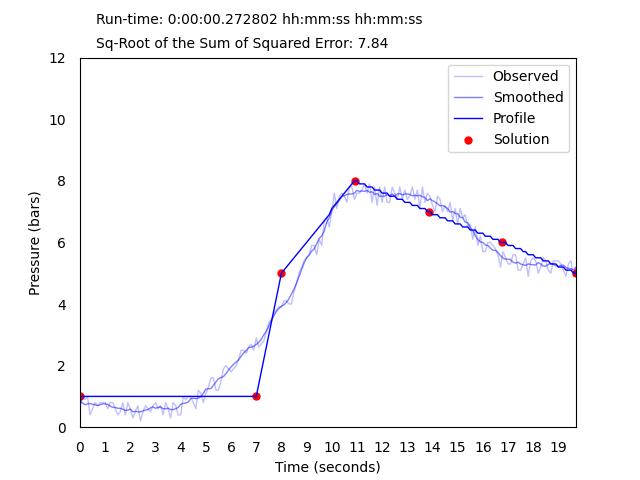 Run-time: 0:00:00.272802 hh:mm:ss hh:mm:ss
Sq-Root of the Sum of Squared Error: 7.84
12
10
8
6
4
2
0
Pressure (bars)
Observed
Smoothed
Profile
Solution
0 1 2 3 4 5 6 7 8 9 10 11 12 13 14 15 16 17 18 19
Time (seconds)